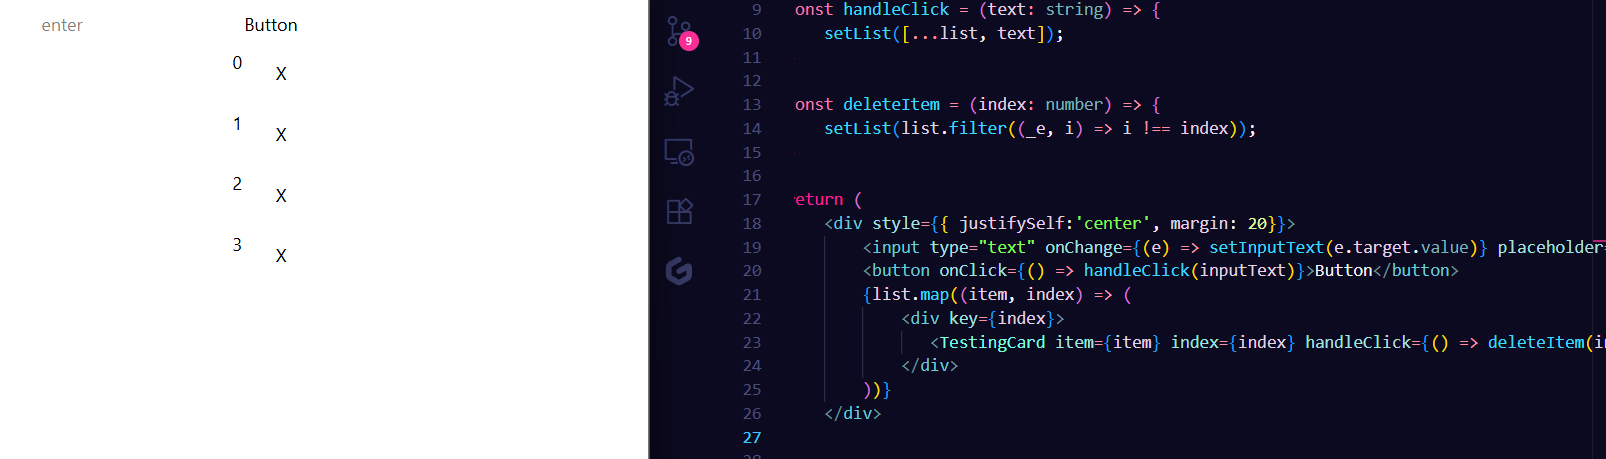 enter
Button
0
X
1
X
2
X
3
X
9
9 onst handleClick = (text: string) => {
10 setList([...list, text]);
11
12
13 onst deleteItem = (index: number) => {
14 setList(list.filter((_e, i) => i !== index));
15
16
17 eturn (
18 <div style={{ justifySelf:'center', margin: 20}}>
19 <input type="text" onChange={(e) => setInputText(e.target.value)} placeholder=
20 <button onClick={() => handleClick(inputText)}>Button</button>
21 {list.map((item, index) => (
22 <div key={index}>
23 <TestingCard item={item} index={index} handleClick={() => deleteItem(i
24 </div>
25 ))}
26 </div>
27